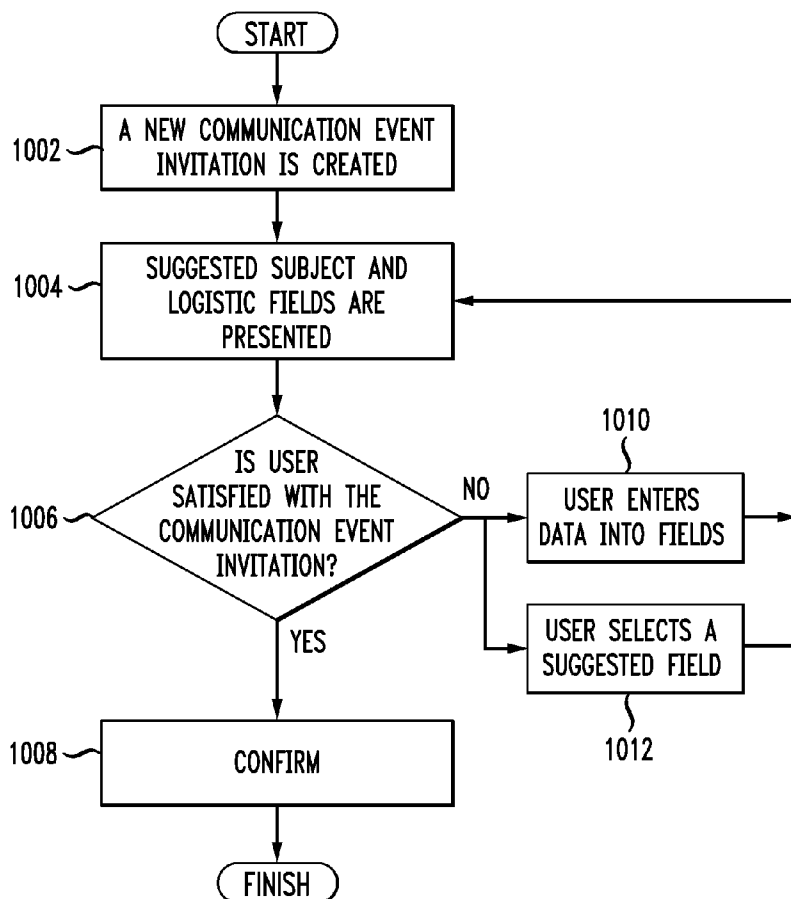 START
1002
A NEW COMMUNICATION EVENT
INVITATION IS CREATED
1004
SUGGESTED SUBJECT AND
LOGISTIC FIELDS ARE
PRESENTED
1006
IS USER
SATISFIED WITH THE
COMMUNICATION EVENT
INVITATION?
NO
1010
USER ENTERS
DATA INTO FIELDS
USER SELECTS A
SUGGESTED FIELD
1012
YES
1008
CONFIRM
FINISH